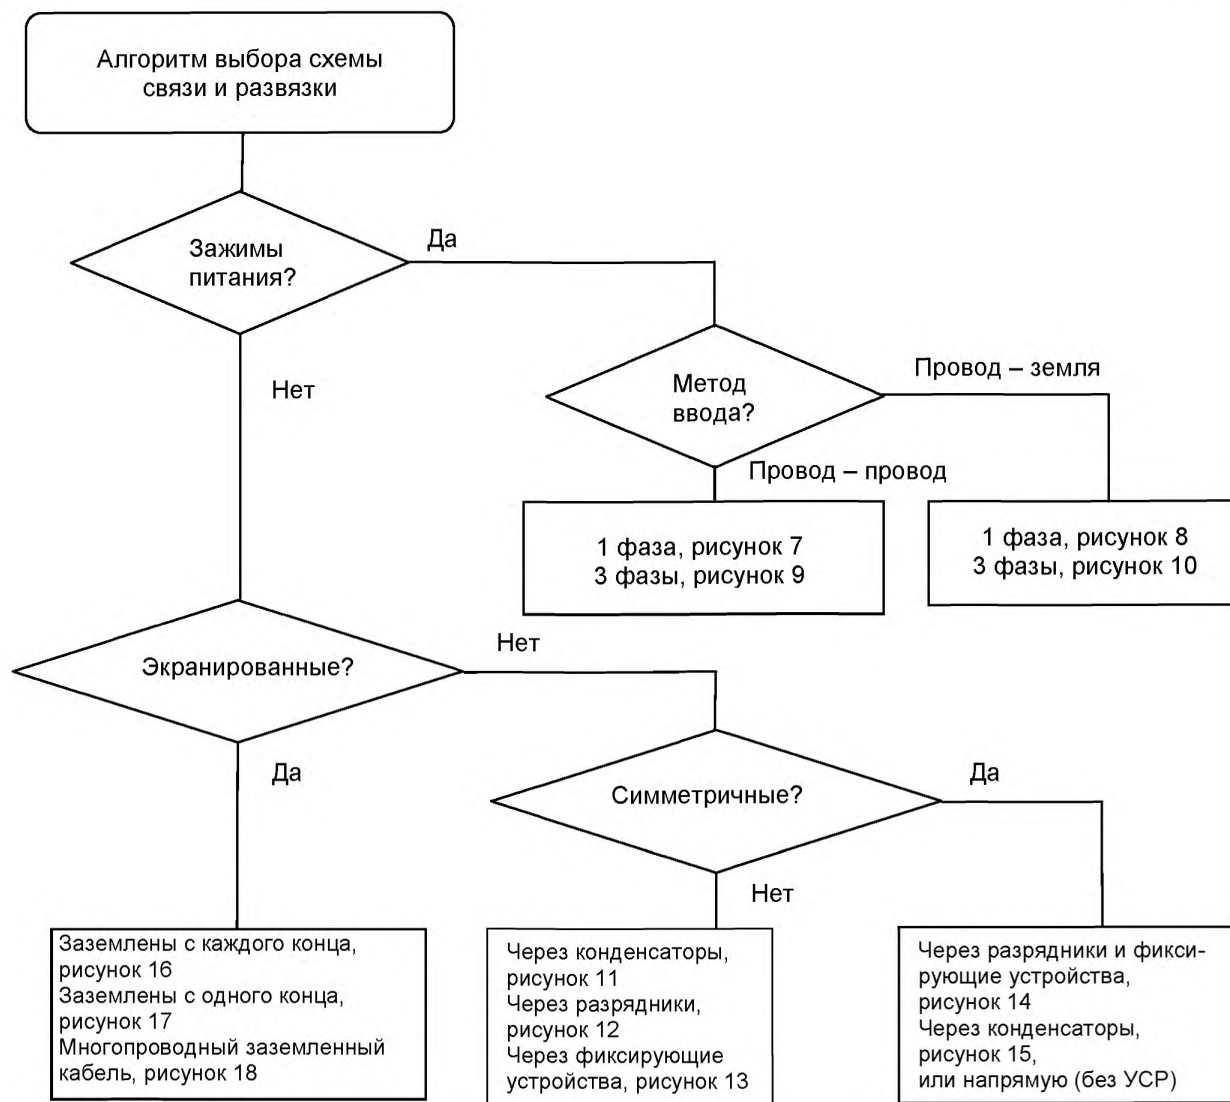 Алгоритм выбора схемы
связи и развязки
Зажимы
питания?
Да
Нет
Метод
ввода?
Провод – земля
Провод – провод
1 фаза, рисунок 7
3 фазы, рисунок 9
1 фаза, рисунок 8
3 фазы, рисунок 10
Экранированные?
Нет
Да
Симметричные?
Да
Нет
Заземлены с каждого конца,
рисунок 16
Заземлены с одного конца,
рисунок 17
Многопроводный заземленный
кабель, рисунок 18
Через конденсаторы,
рисунок 11
Через разрядники,
рисунок 12
Через фиксирующие
устройства, рисунок 13
Через разрядники и фикси-
рующие устройства,
рисунок 14
Через конденсаторы,
рисунок 15,
или напрямую (без УСР)